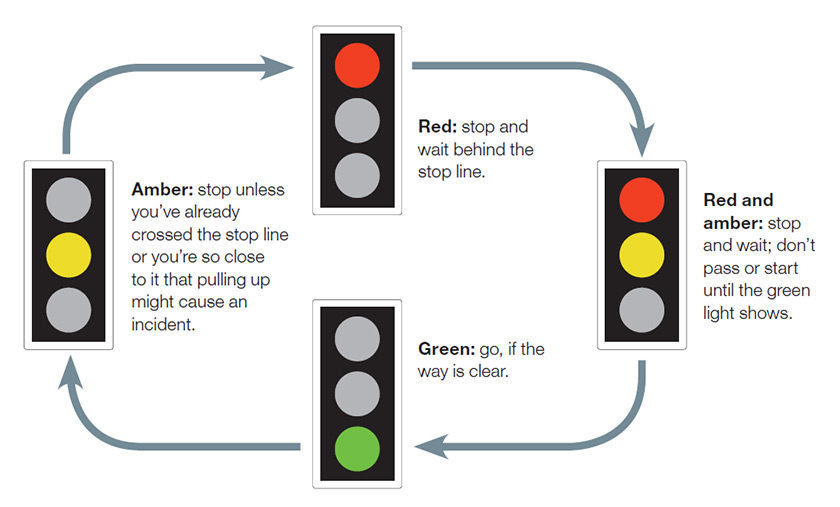 Red: stop and
wait behind the
stop line.
Amber: stop unless
you’ve already
crossed the stop line
or you’re so close
to it that pulling up
might cause an
incident.
Red and
amber: stop
and wait; don’t
pass or start
until the green
light shows.
Green: go, if the
way is clear.